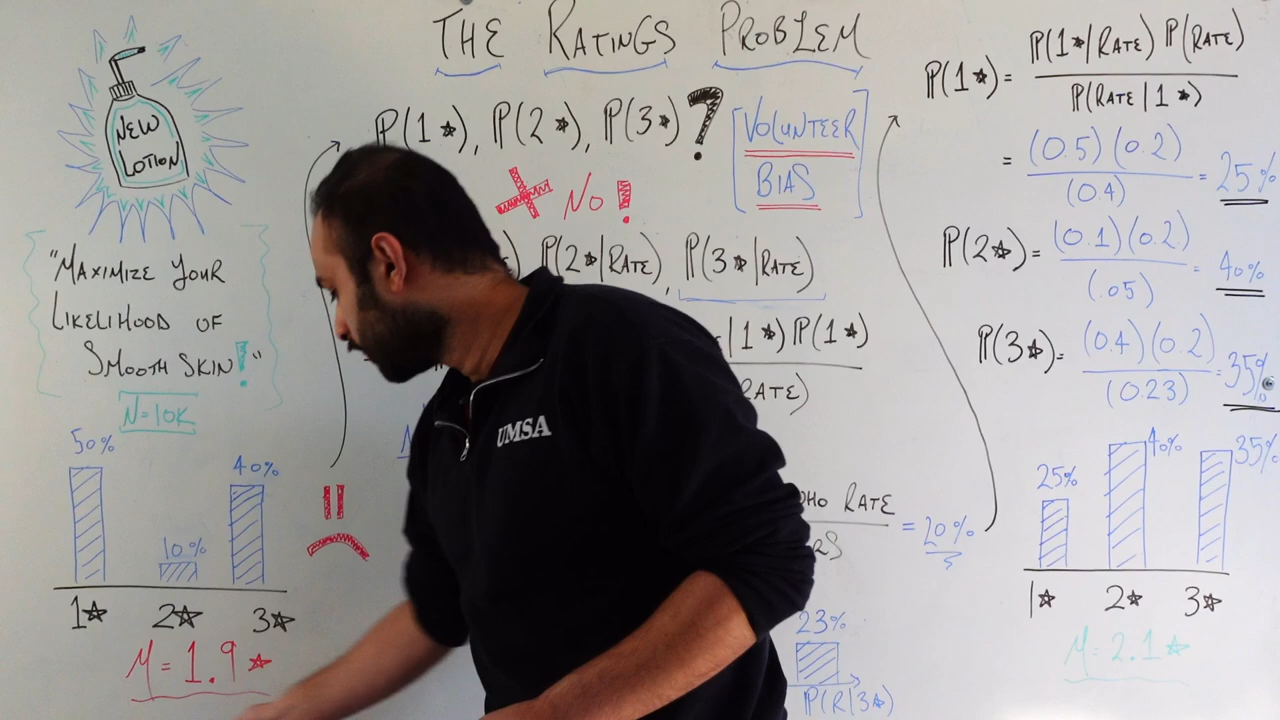 THE RATINGS PROBLEM
NEW
LOTION
"MAXIMIZE YOUR
LIKELIHOOD OF
SMOOTH SKIN!"
N=10K
50%
10%
40%
1☆
2☆
3☆
M=1.9★
P(1★), P(2★), P(3★)?
[VOLUNTEER
BIAS]
NO!
P(2★|RATE), P(3★|RATE)
|1★) P(1★)
RATE
= 20%
23%
P(R|3☆)
UMSA
P(1★) = P(1★|RATE) P(RATE)
P(RATE|1★)
= (0.5)(0.2)
(0.4)
= 25%
P(2★) = (0.1)(0.2)
(.05)
= 40%
P(3★) = (0.4)(0.2)
(0.23)
= 35%
25%
40%
35%
1☆
2☆
3☆
M=2.1★